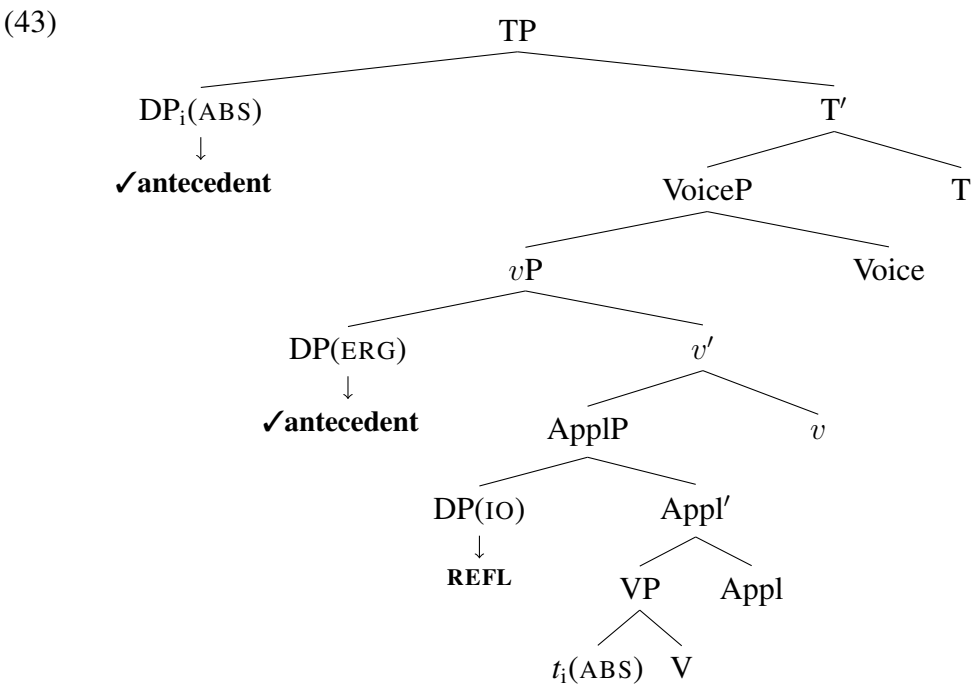 (43)
TP
DPᵢ(ABS) T′
↓
✓antecedent
VoiceP T
vP Voice
DP(ERG) v′
↓
✓antecedent
ApplP v
DP(IO) Appl′
↓
REFL
VP Appl
tᵢ(ABS) V